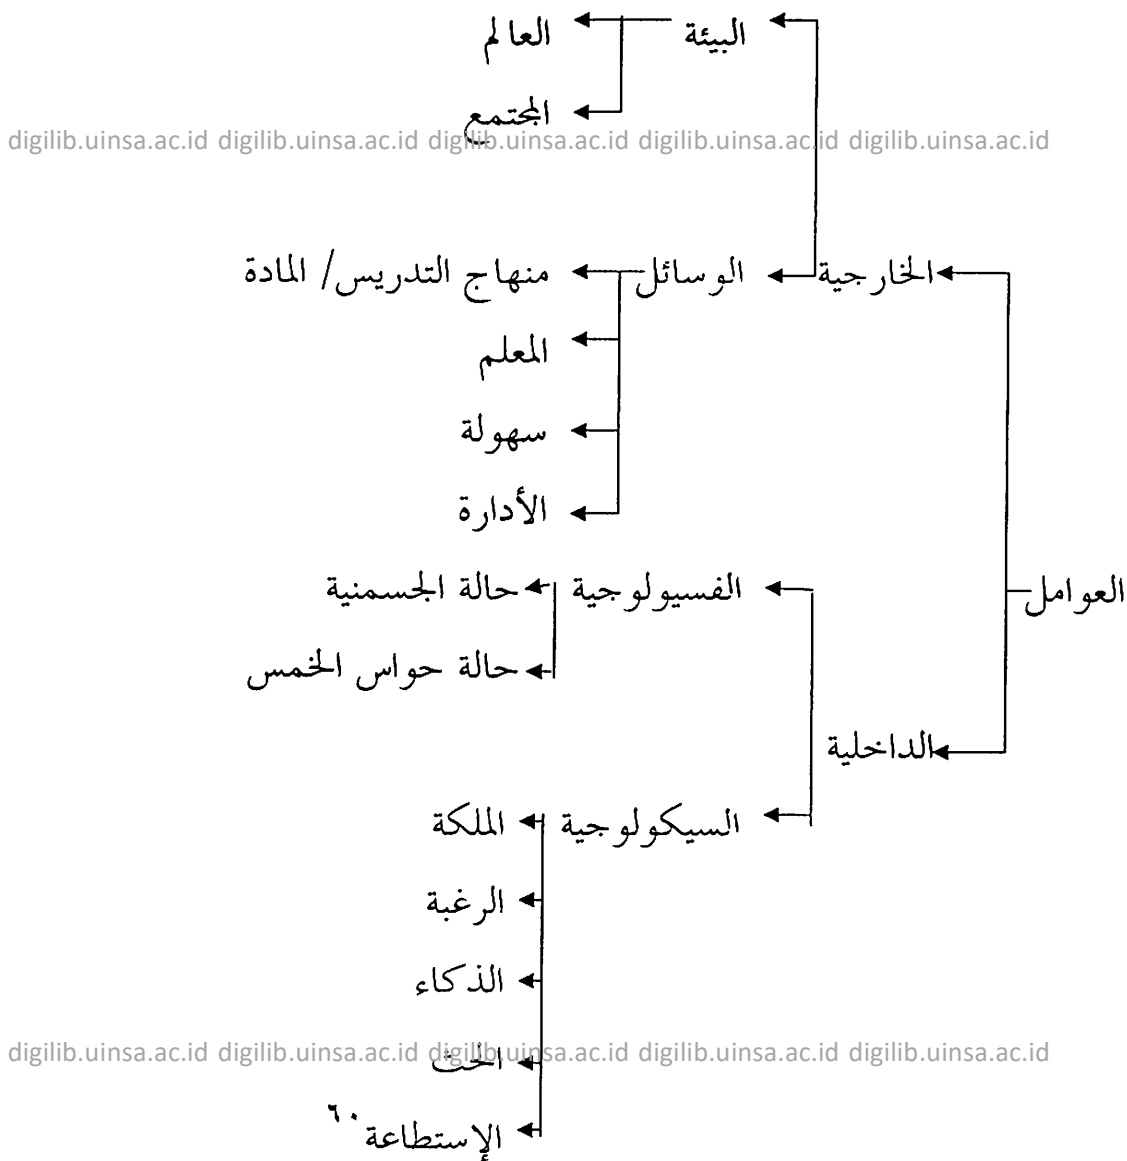 البيئة العالم
المجتمع
digilib.uinsa.ac.id digilib.uinsa.ac.id digilib.uinsa.ac.id digilib.uinsa.ac.id digilib.uinsa.ac.id
الخارجية الوسائل منهاج التدريس/ المادة
المعلم
سهولة
الأدارة
العوامل الفسيولوجية حالة الجسمنية
حالة حواس الخمس
الداخلية
السيكولوجية الملكة
الرغبة
الذكاء
digilib.uinsa.ac.id digilib.uinsa.ac.id digilib.uinsa.ac.id digilib.uinsa.ac.id digilib.uinsa.ac.id
الحث
الإستطاعة ٦٠